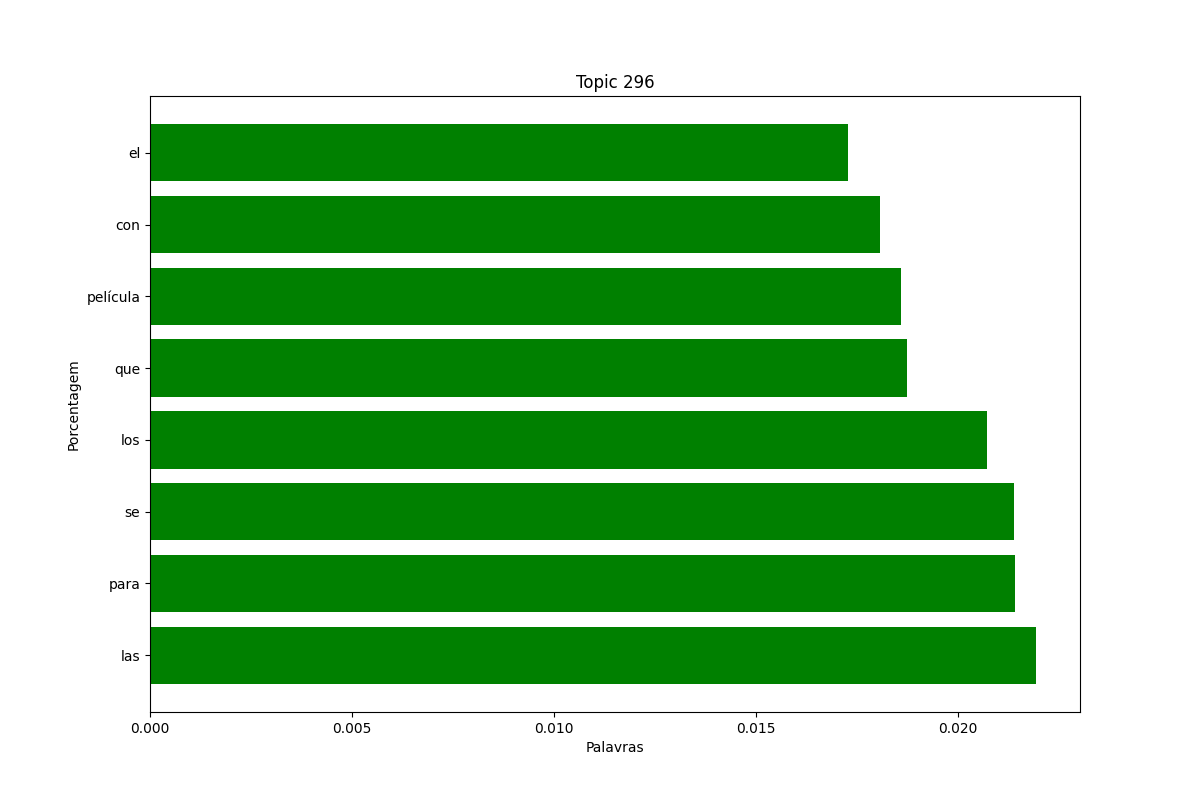 Topic 296
el
con
película
que
los
se
para
las
Porcentagem
0.000 0.005 0.010 0.015 0.020
Palavras